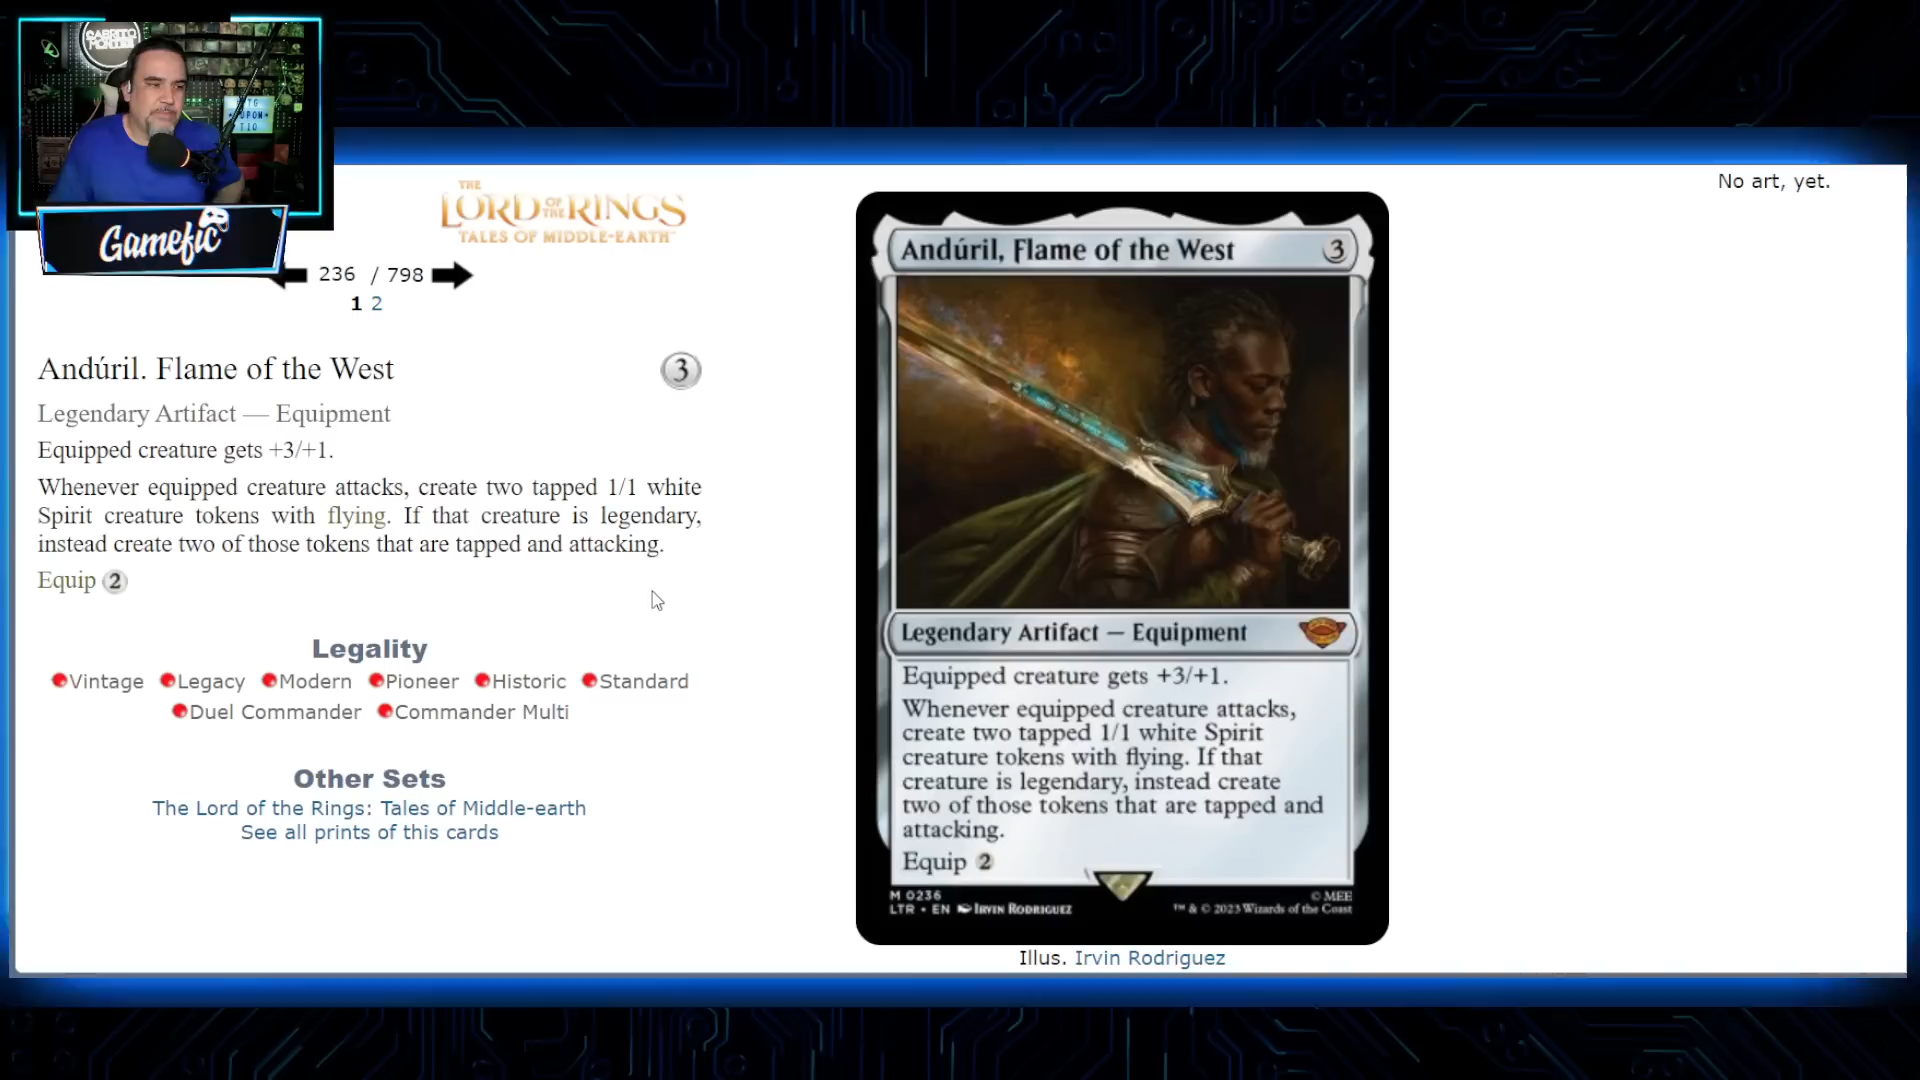 CABRITO
MONTES
MTG
UPON
TIO
Gamefic
THE
LORD OF THE RINGS
TALES OF MIDDLE-EARTH
236 / 798
1 2
Andúril. Flame of the West 3
Legendary Artifact — Equipment
Equipped creature gets +3/+1.
Whenever equipped creature attacks, create two tapped 1/1 white
Spirit creature tokens with flying. If that creature is legendary,
instead create two of those tokens that are tapped and attacking.
Equip 2
Legality
Vintage Legacy Modern Pioneer Historic Standard
Duel Commander Commander Multi
Other Sets
The Lord of the Rings: Tales of Middle-earth
See all prints of this cards
Andúril, Flame of the West 3
Legendary Artifact — Equipment
Equipped creature gets +3/+1.
Whenever equipped creature attacks,
create two tapped 1/1 white Spirit
creature tokens with flying. If that
creature is legendary, instead create
two of those tokens that are tapped and
attacking.
Equip 2
M 0236
LTR • EN IRVIN RODRIGUEZ
© MEE
™ & © 2023 Wizards of the Coast
Illus. Irvin Rodriguez
No art, yet.